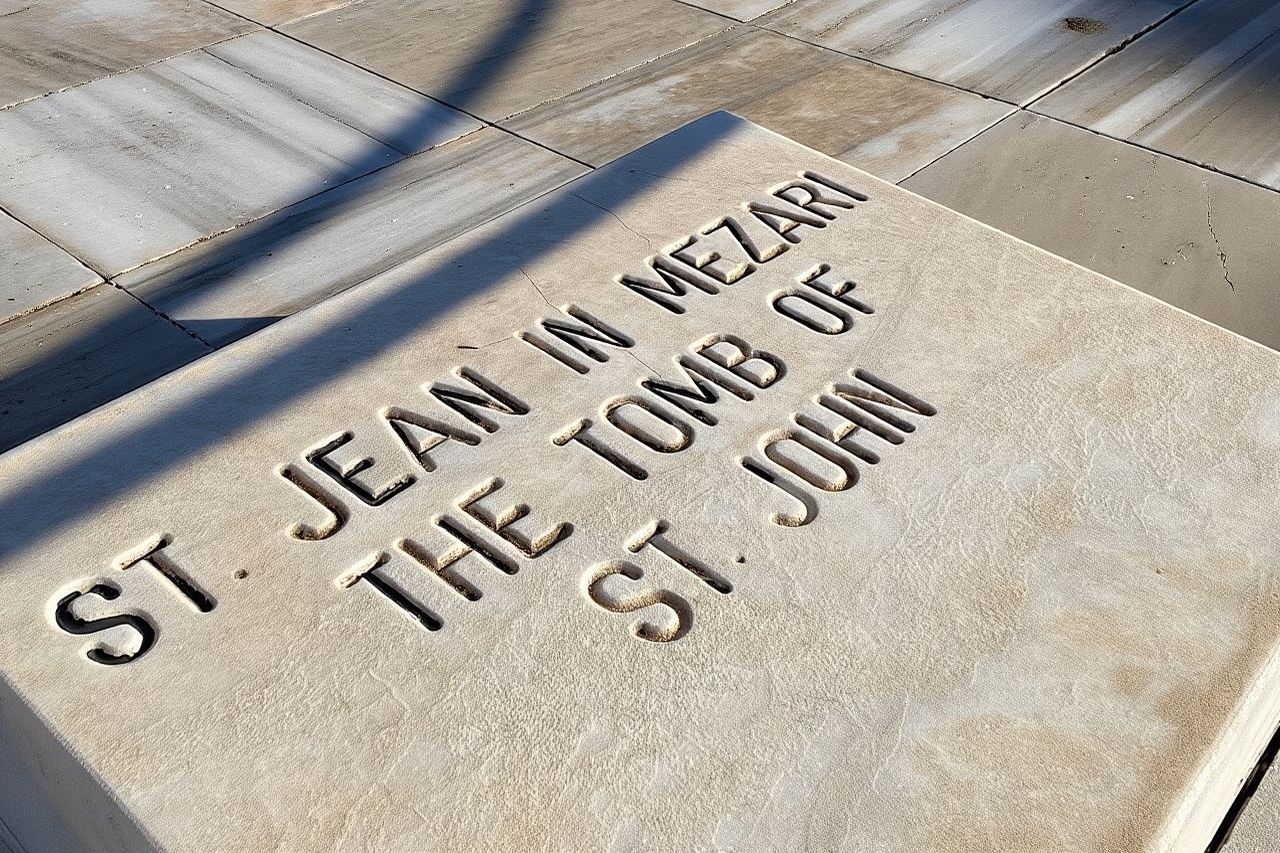 ST. JEAN IN MEZARI
THE TOMB OF
ST. JOHN